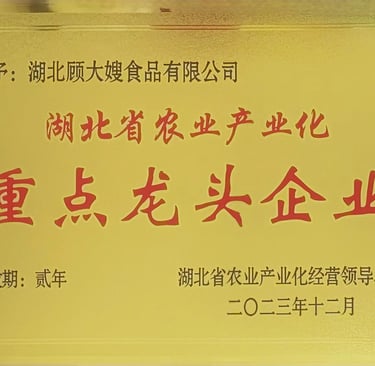 予：湖北顾大嫂食品有限公司
湖北省农业产业化
重点龙头企业
期：贰年
湖北省农业产业化经营领导
二〇二三年十二月